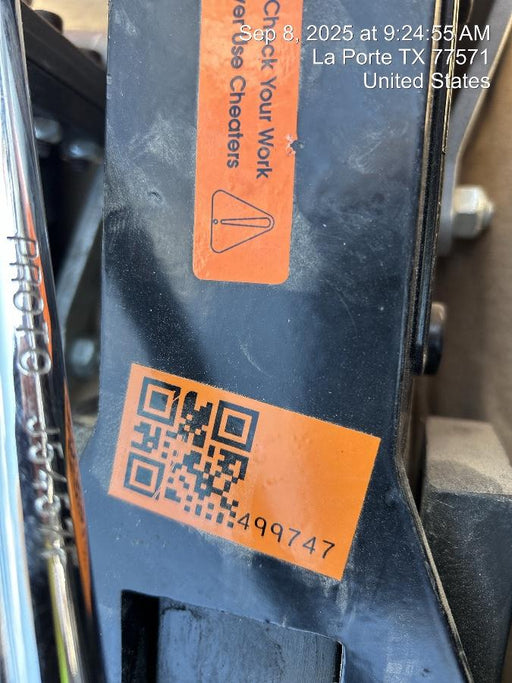 Sep 8, 2025 at 9:24:55 AM
La Porte TX 77571
United States
Check Your Work
Use Cheaters
499747